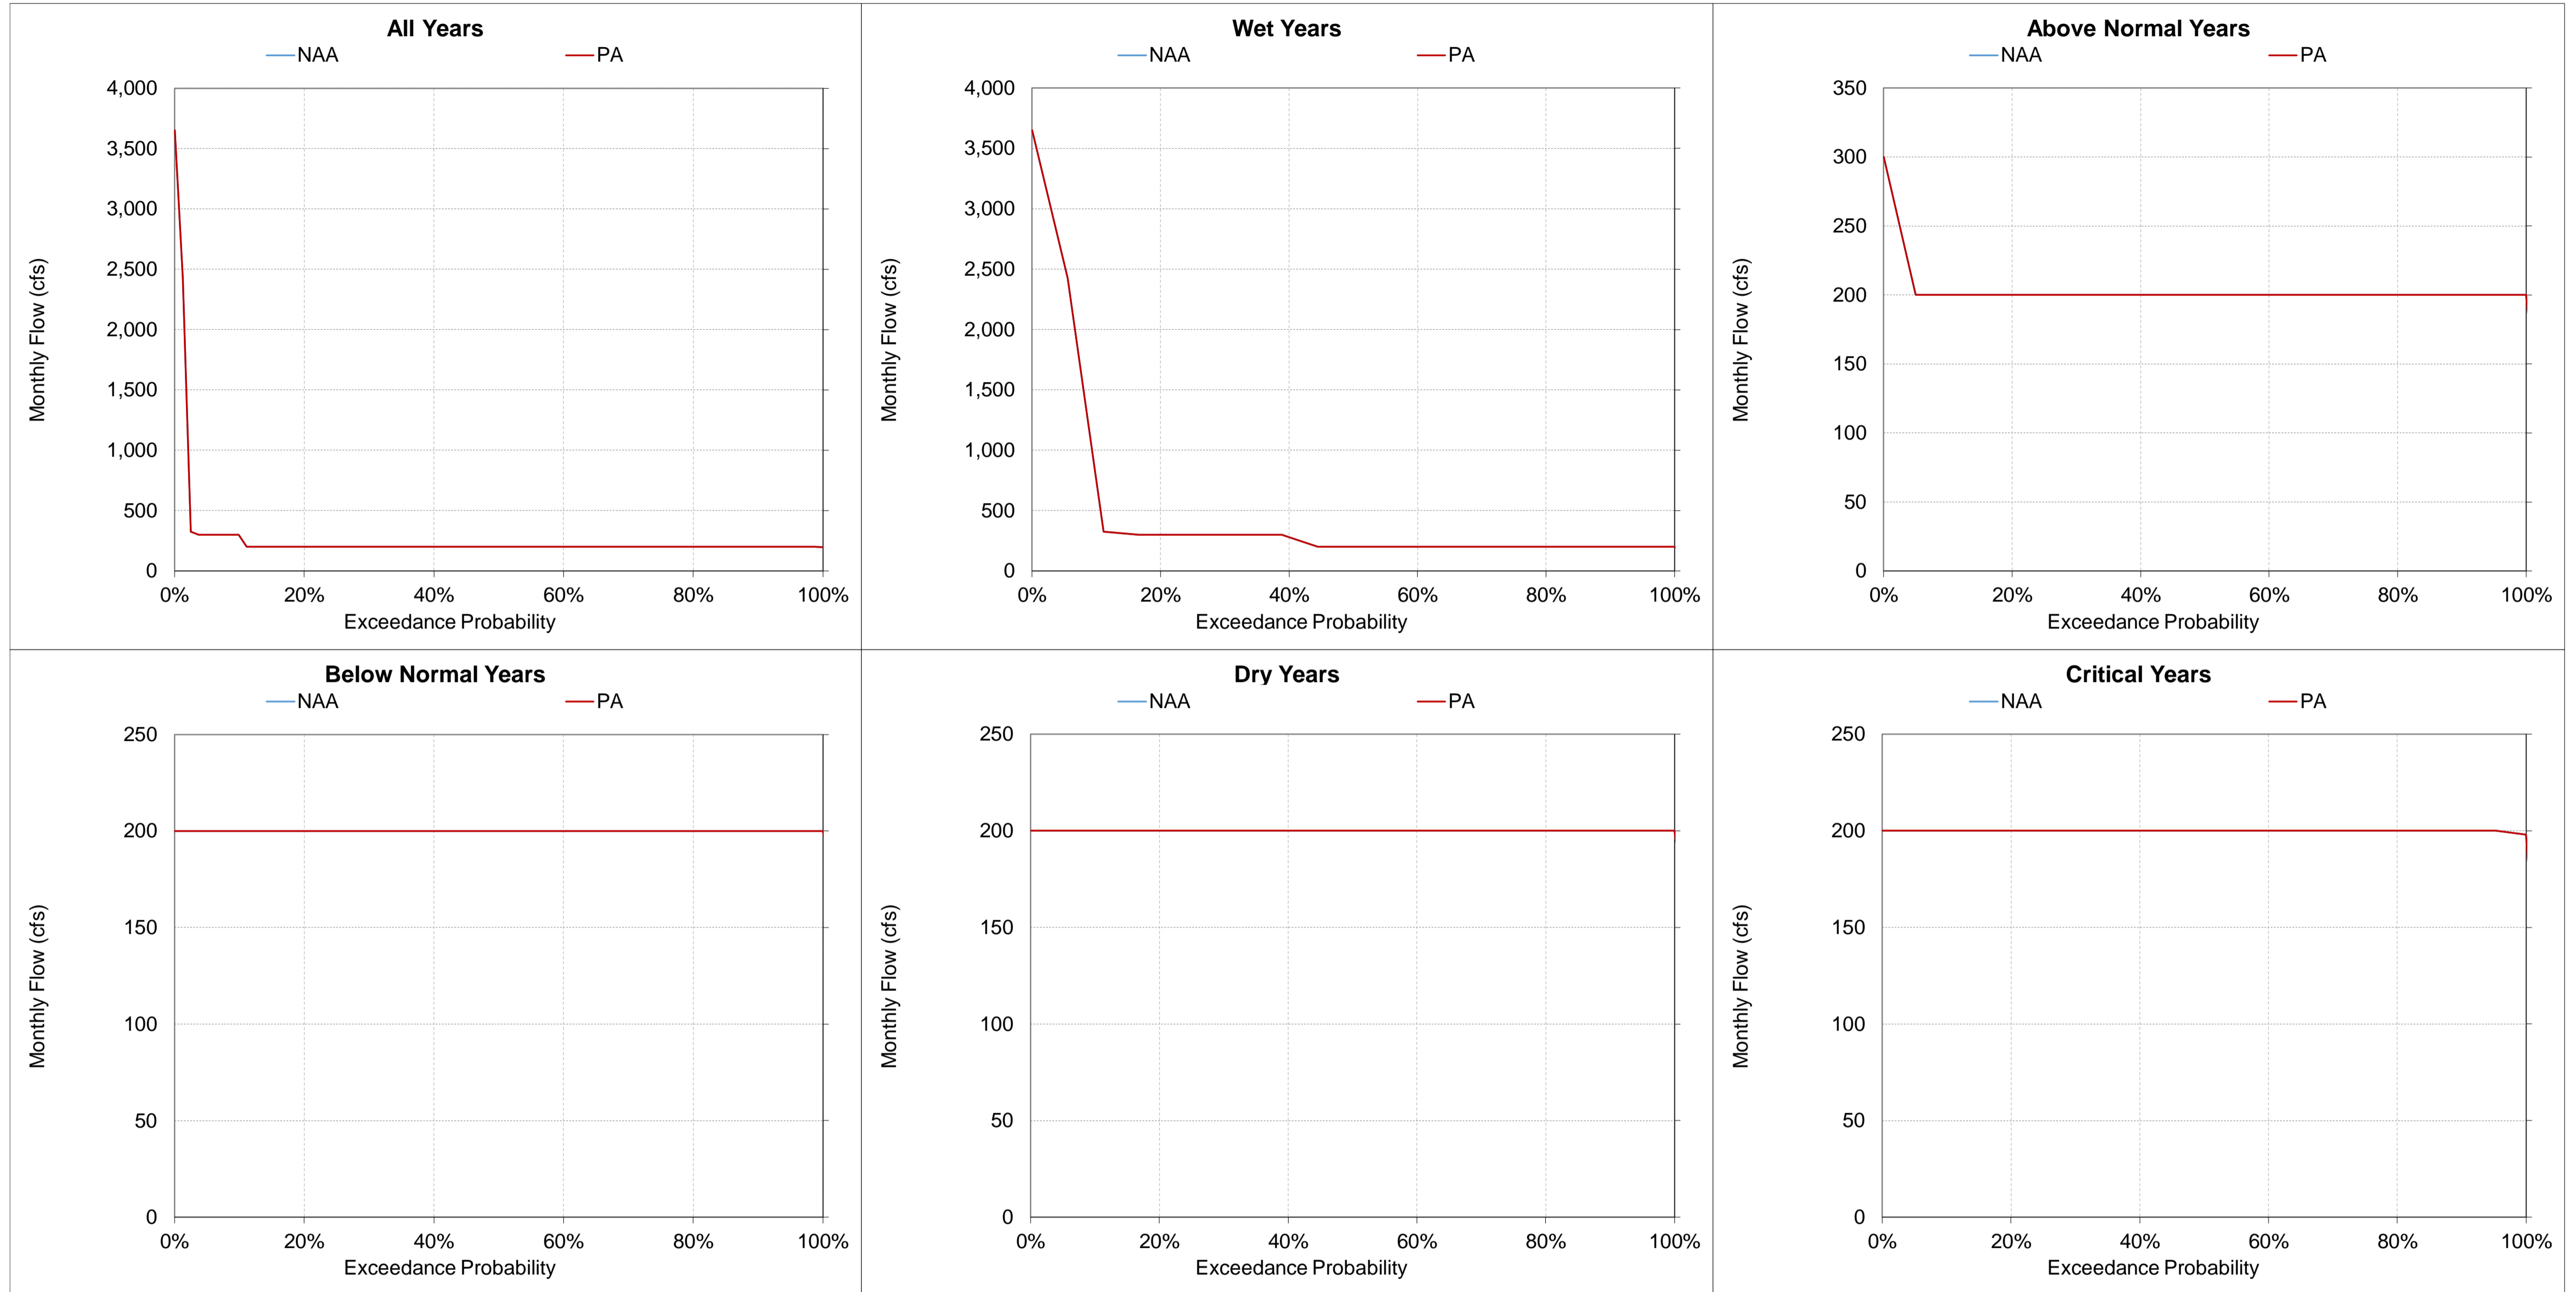 All Years
NAA PA
4,000
3,500
3,000
2,500
2,000
1,500
1,000
500
0
Monthly Flow (cfs)
0% 20% 40% 60% 80% 100%
Exceedance Probability
Wet Years
NAA PA
4,000
3,500
3,000
2,500
2,000
1,500
1,000
500
0
Monthly Flow (cfs)
0% 20% 40% 60% 80% 100%
Exceedance Probability
Above Normal Years
NAA PA
350
300
250
200
150
100
50
0
Monthly Flow (cfs)
0% 20% 40% 60% 80% 100%
Exceedance Probability
Below Normal Years
NAA PA
250
200
150
100
50
0
Monthly Flow (cfs)
0% 20% 40% 60% 80% 100%
Exceedance Probability
Dry Years
NAA PA
250
200
150
100
50
0
Monthly Flow (cfs)
0% 20% 40% 60% 80% 100%
Exceedance Probability
Critical Years
NAA PA
250
200
150
100
50
0
Monthly Flow (cfs)
0% 20% 40% 60% 80% 100%
Exceedance Probability